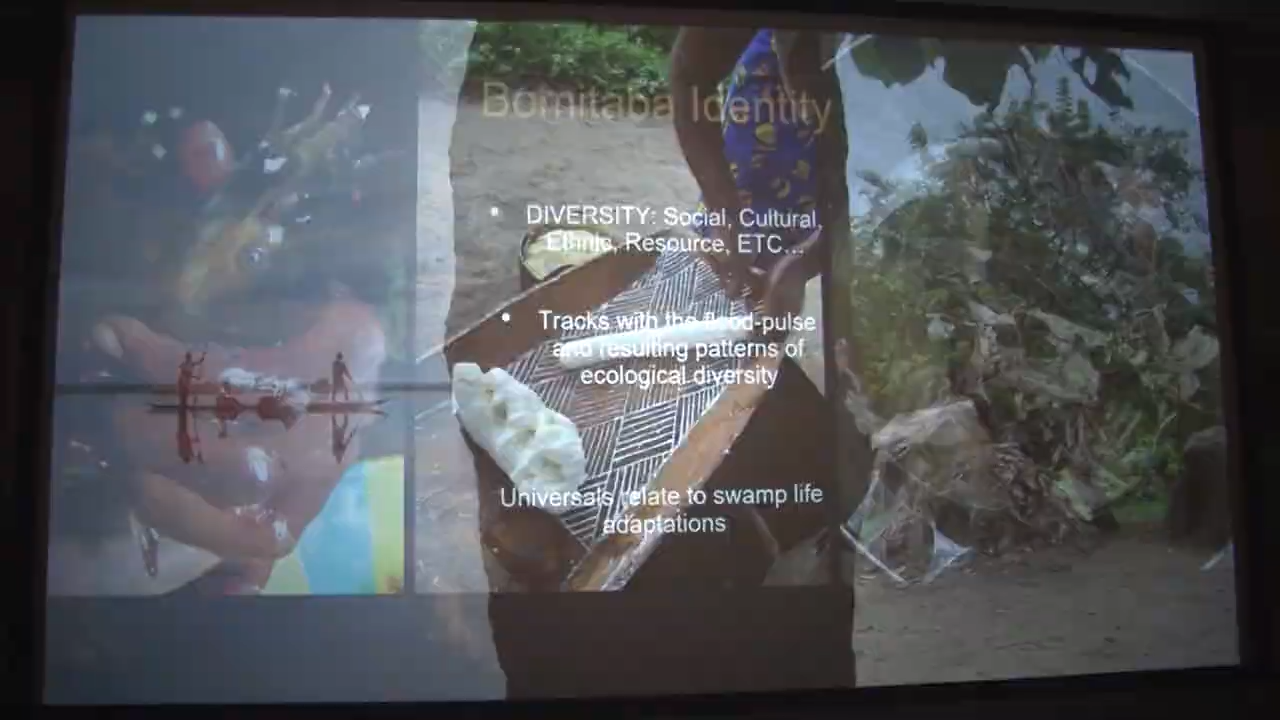 Bomitaba Identity
• DIVERSITY: Social, Cultural,
Ethnic, Resource, ETC...
• Tracks with the flood-pulse
and resulting patterns of
ecological diversity
Universals relate to swamp life
adaptations